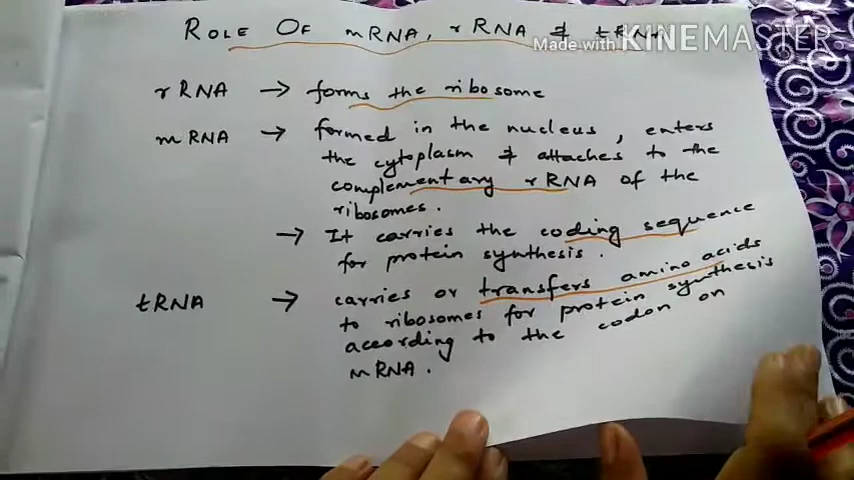 ROLE OF mRNA, rRNA & tRNA
Made with KINEMASTER
rRNA → forms the ribosome
mRNA → formed in the nucleus, enters
the cytoplasm & attaches to the
complementary rRNA of the
ribosomes.
→ It carries the coding sequence
for protein synthesis.
tRNA → carries or transfers amino acids
to ribosomes for protein synthesis
according to the codon on
mRNA.